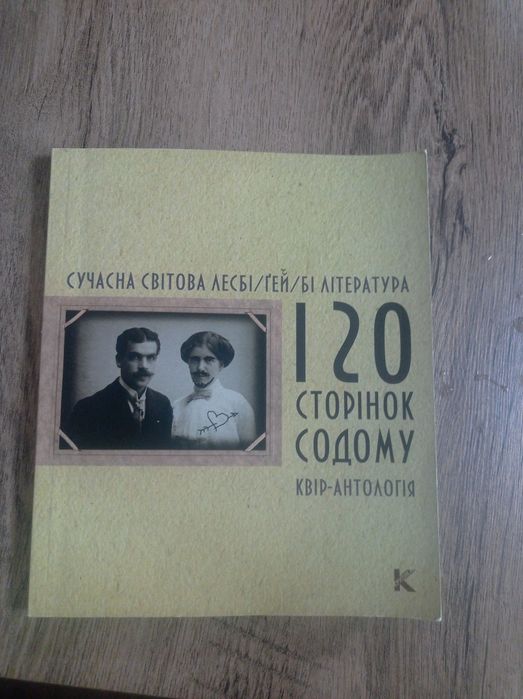 СУЧАСНА СВІТОВА ЛЕСБІ/ҐЕЙ/БІ ЛІТЕРАТУРА
120
СТОРІНОК
СОДОМУ
КВІР-АНТОЛОГІЯ
К